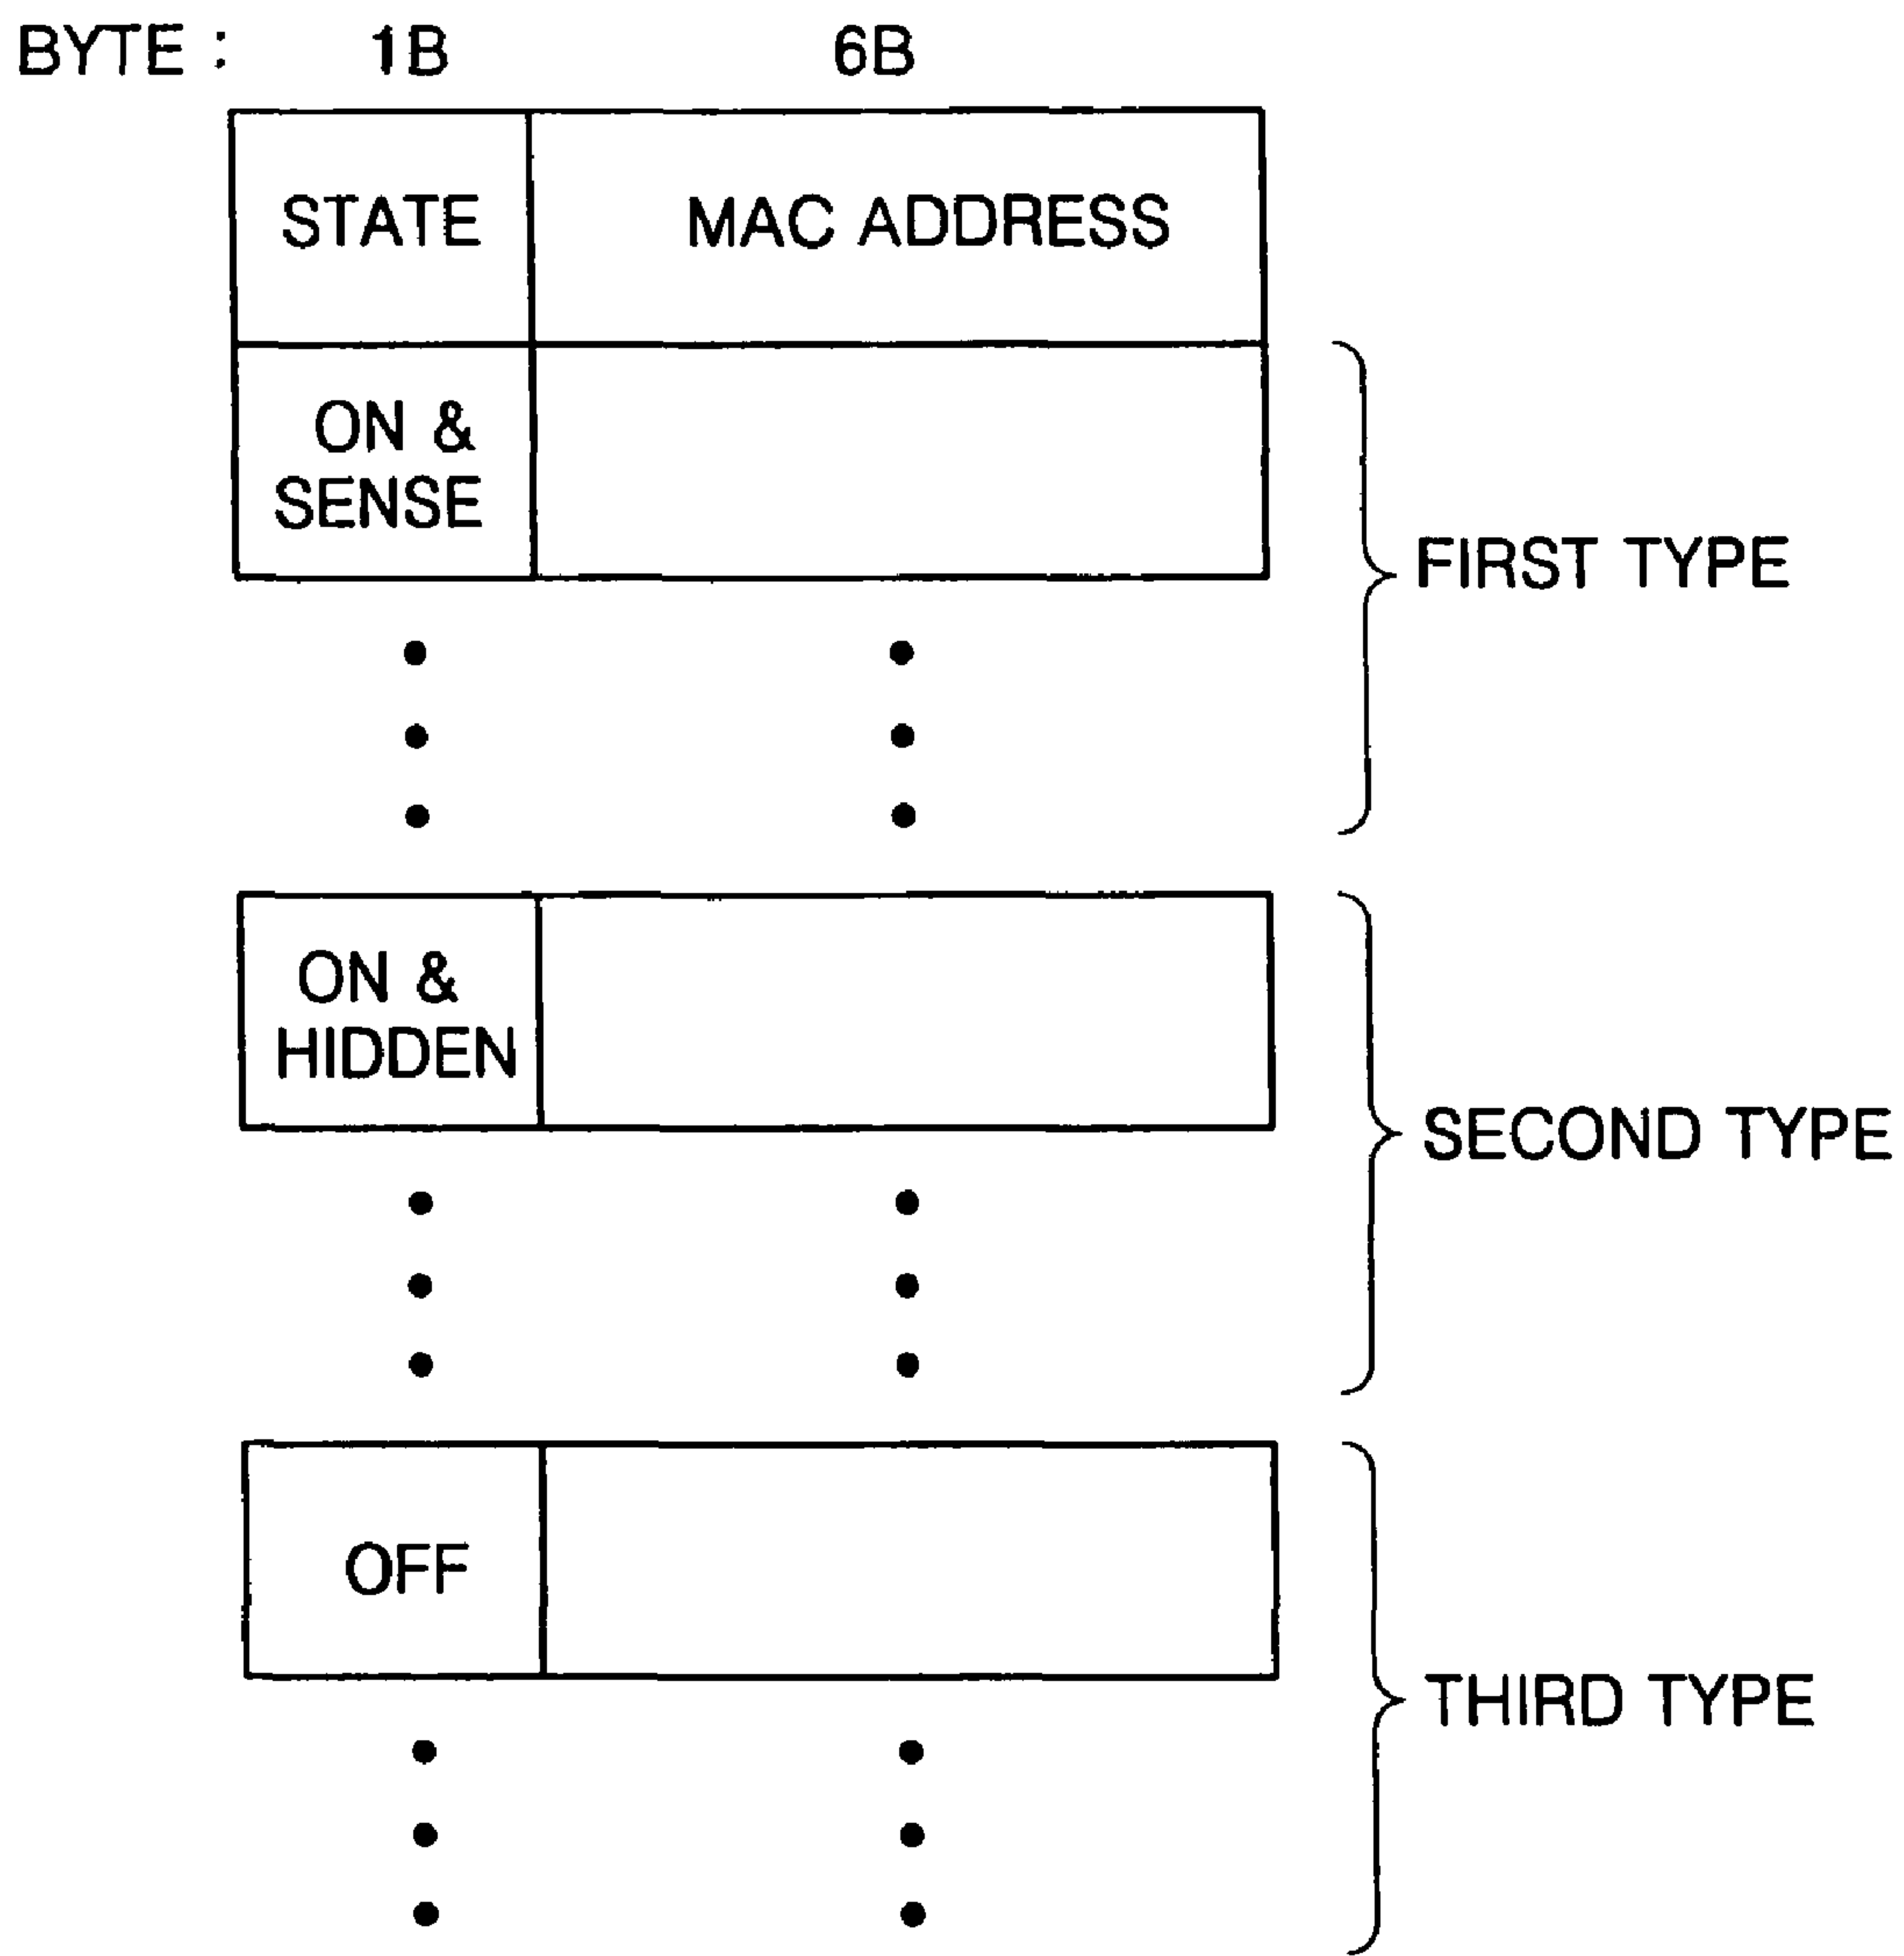 BYTE : 1B 6B
STATE MAC ADDRESS
ON &
SENSE
FIRST TYPE
ON &
HIDDEN
SECOND TYPE
OFF
THIRD TYPE